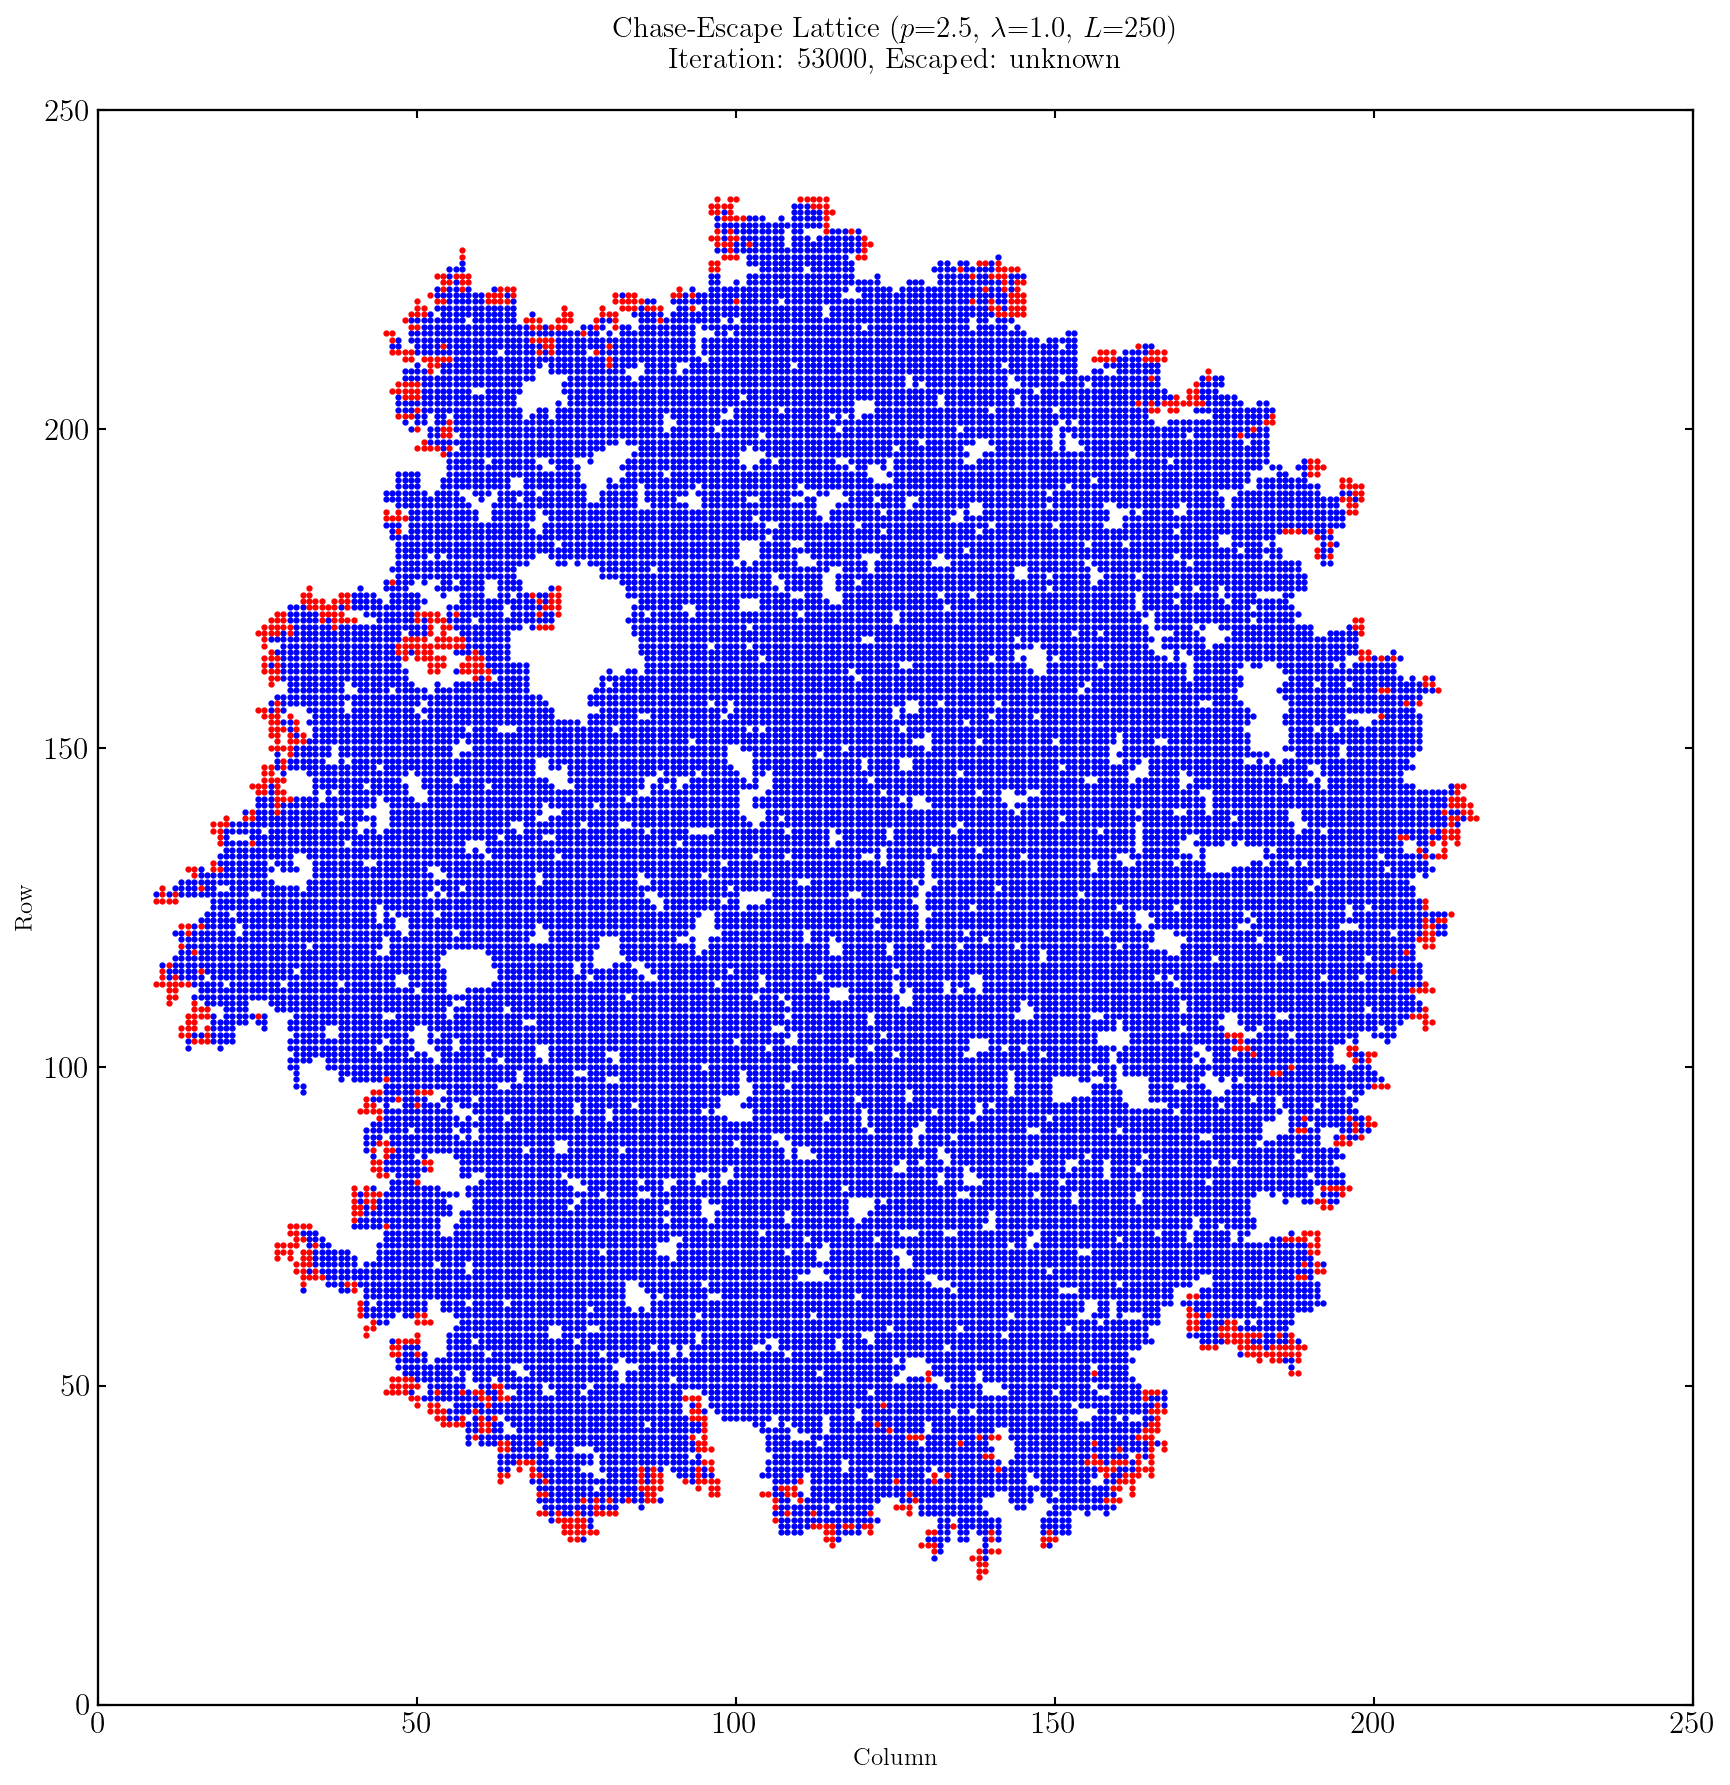 Chase-Escape Lattice (p=2.5, λ=1.0, L=250)
Iteration: 53000, Escaped: unknown
250
200
150
100
50
0
Row
0 50 100 150 200 250
Column